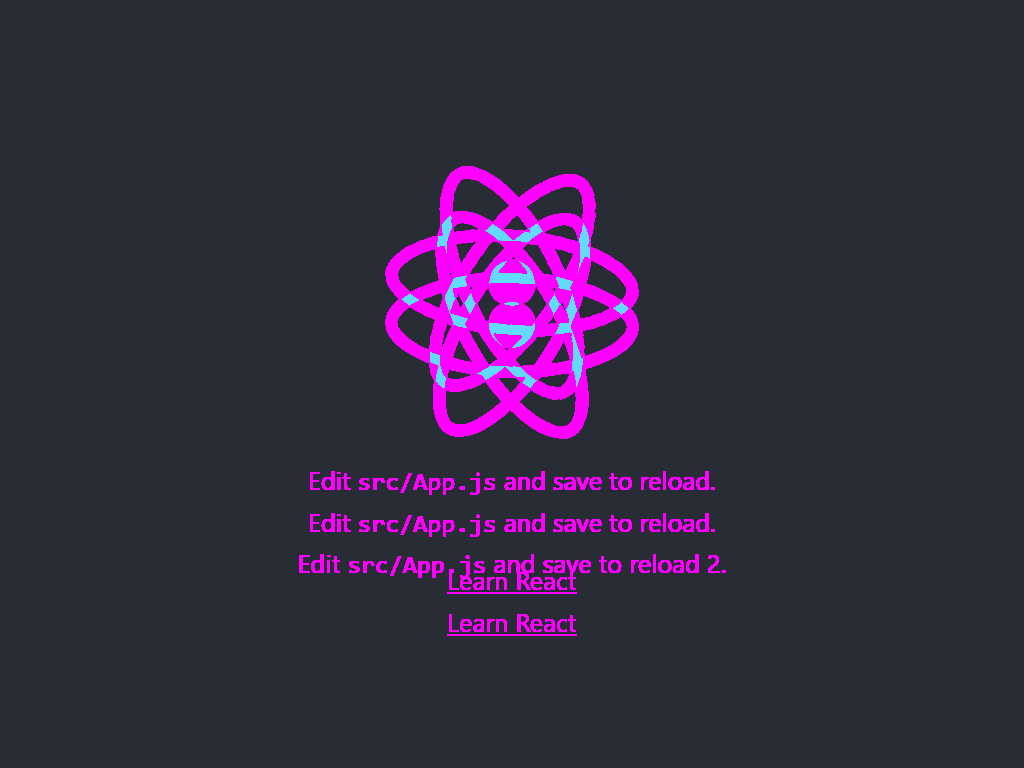 Edit src/App.js and save to reload.
Edit src/App.js and save to reload.
Edit src/App.js and save to reload 2.
Learn React
Learn React